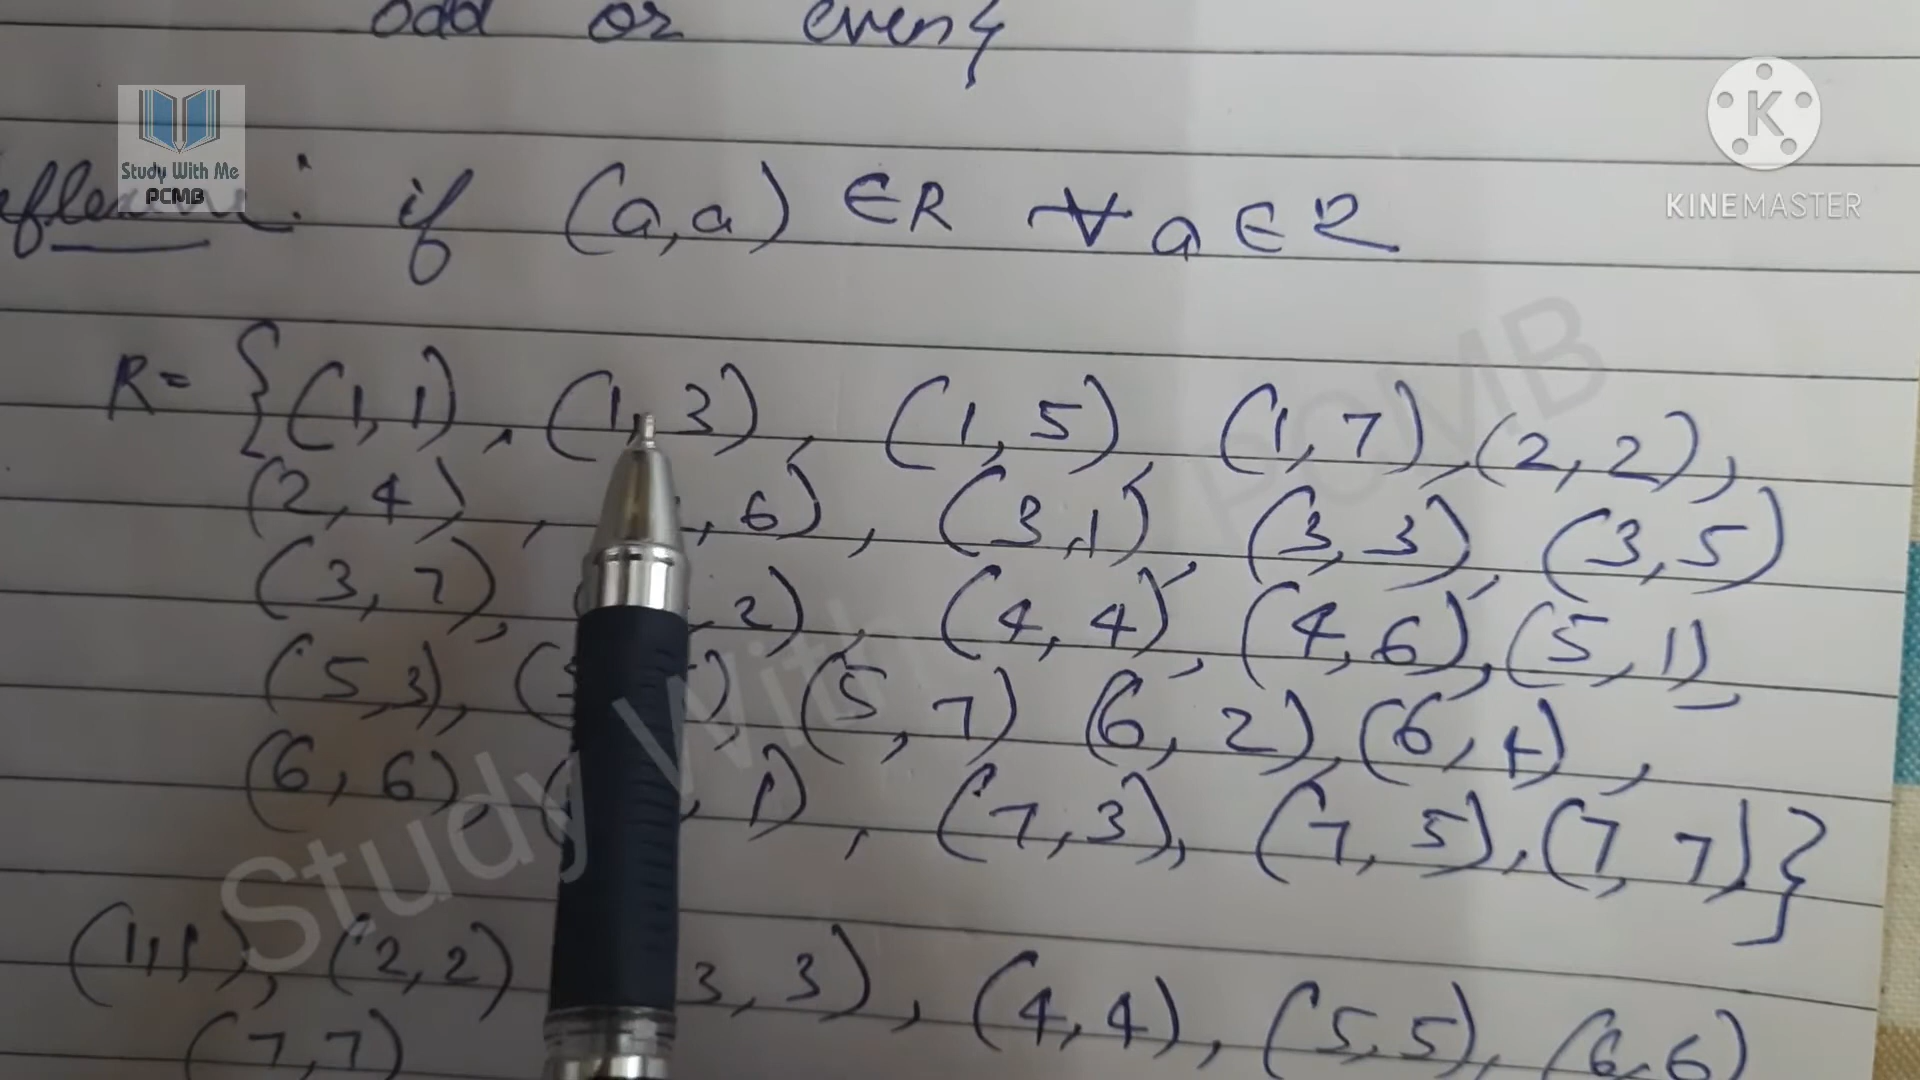 odd or even}
Study With Me
PCMB
KINEMASTER
if (a,a) ∈R ∀ a ∈ R
R= {(1,1), (1,3), (1,5), (1,7), (2,2),
(2,4), ,6), (3,1), (3,3), (3,5)
(3,7), ,2), (4,4), (4,6), (5,1),
(5,3), ( ), (5,7) (6,2), (6,4),
(6,6), ( ,1), (7,3), (7,5), (7,7)}
(1,1), (2,2) 3,3), (4,4), (5,5), (6,6)
(7,7)
Study With
PCMB